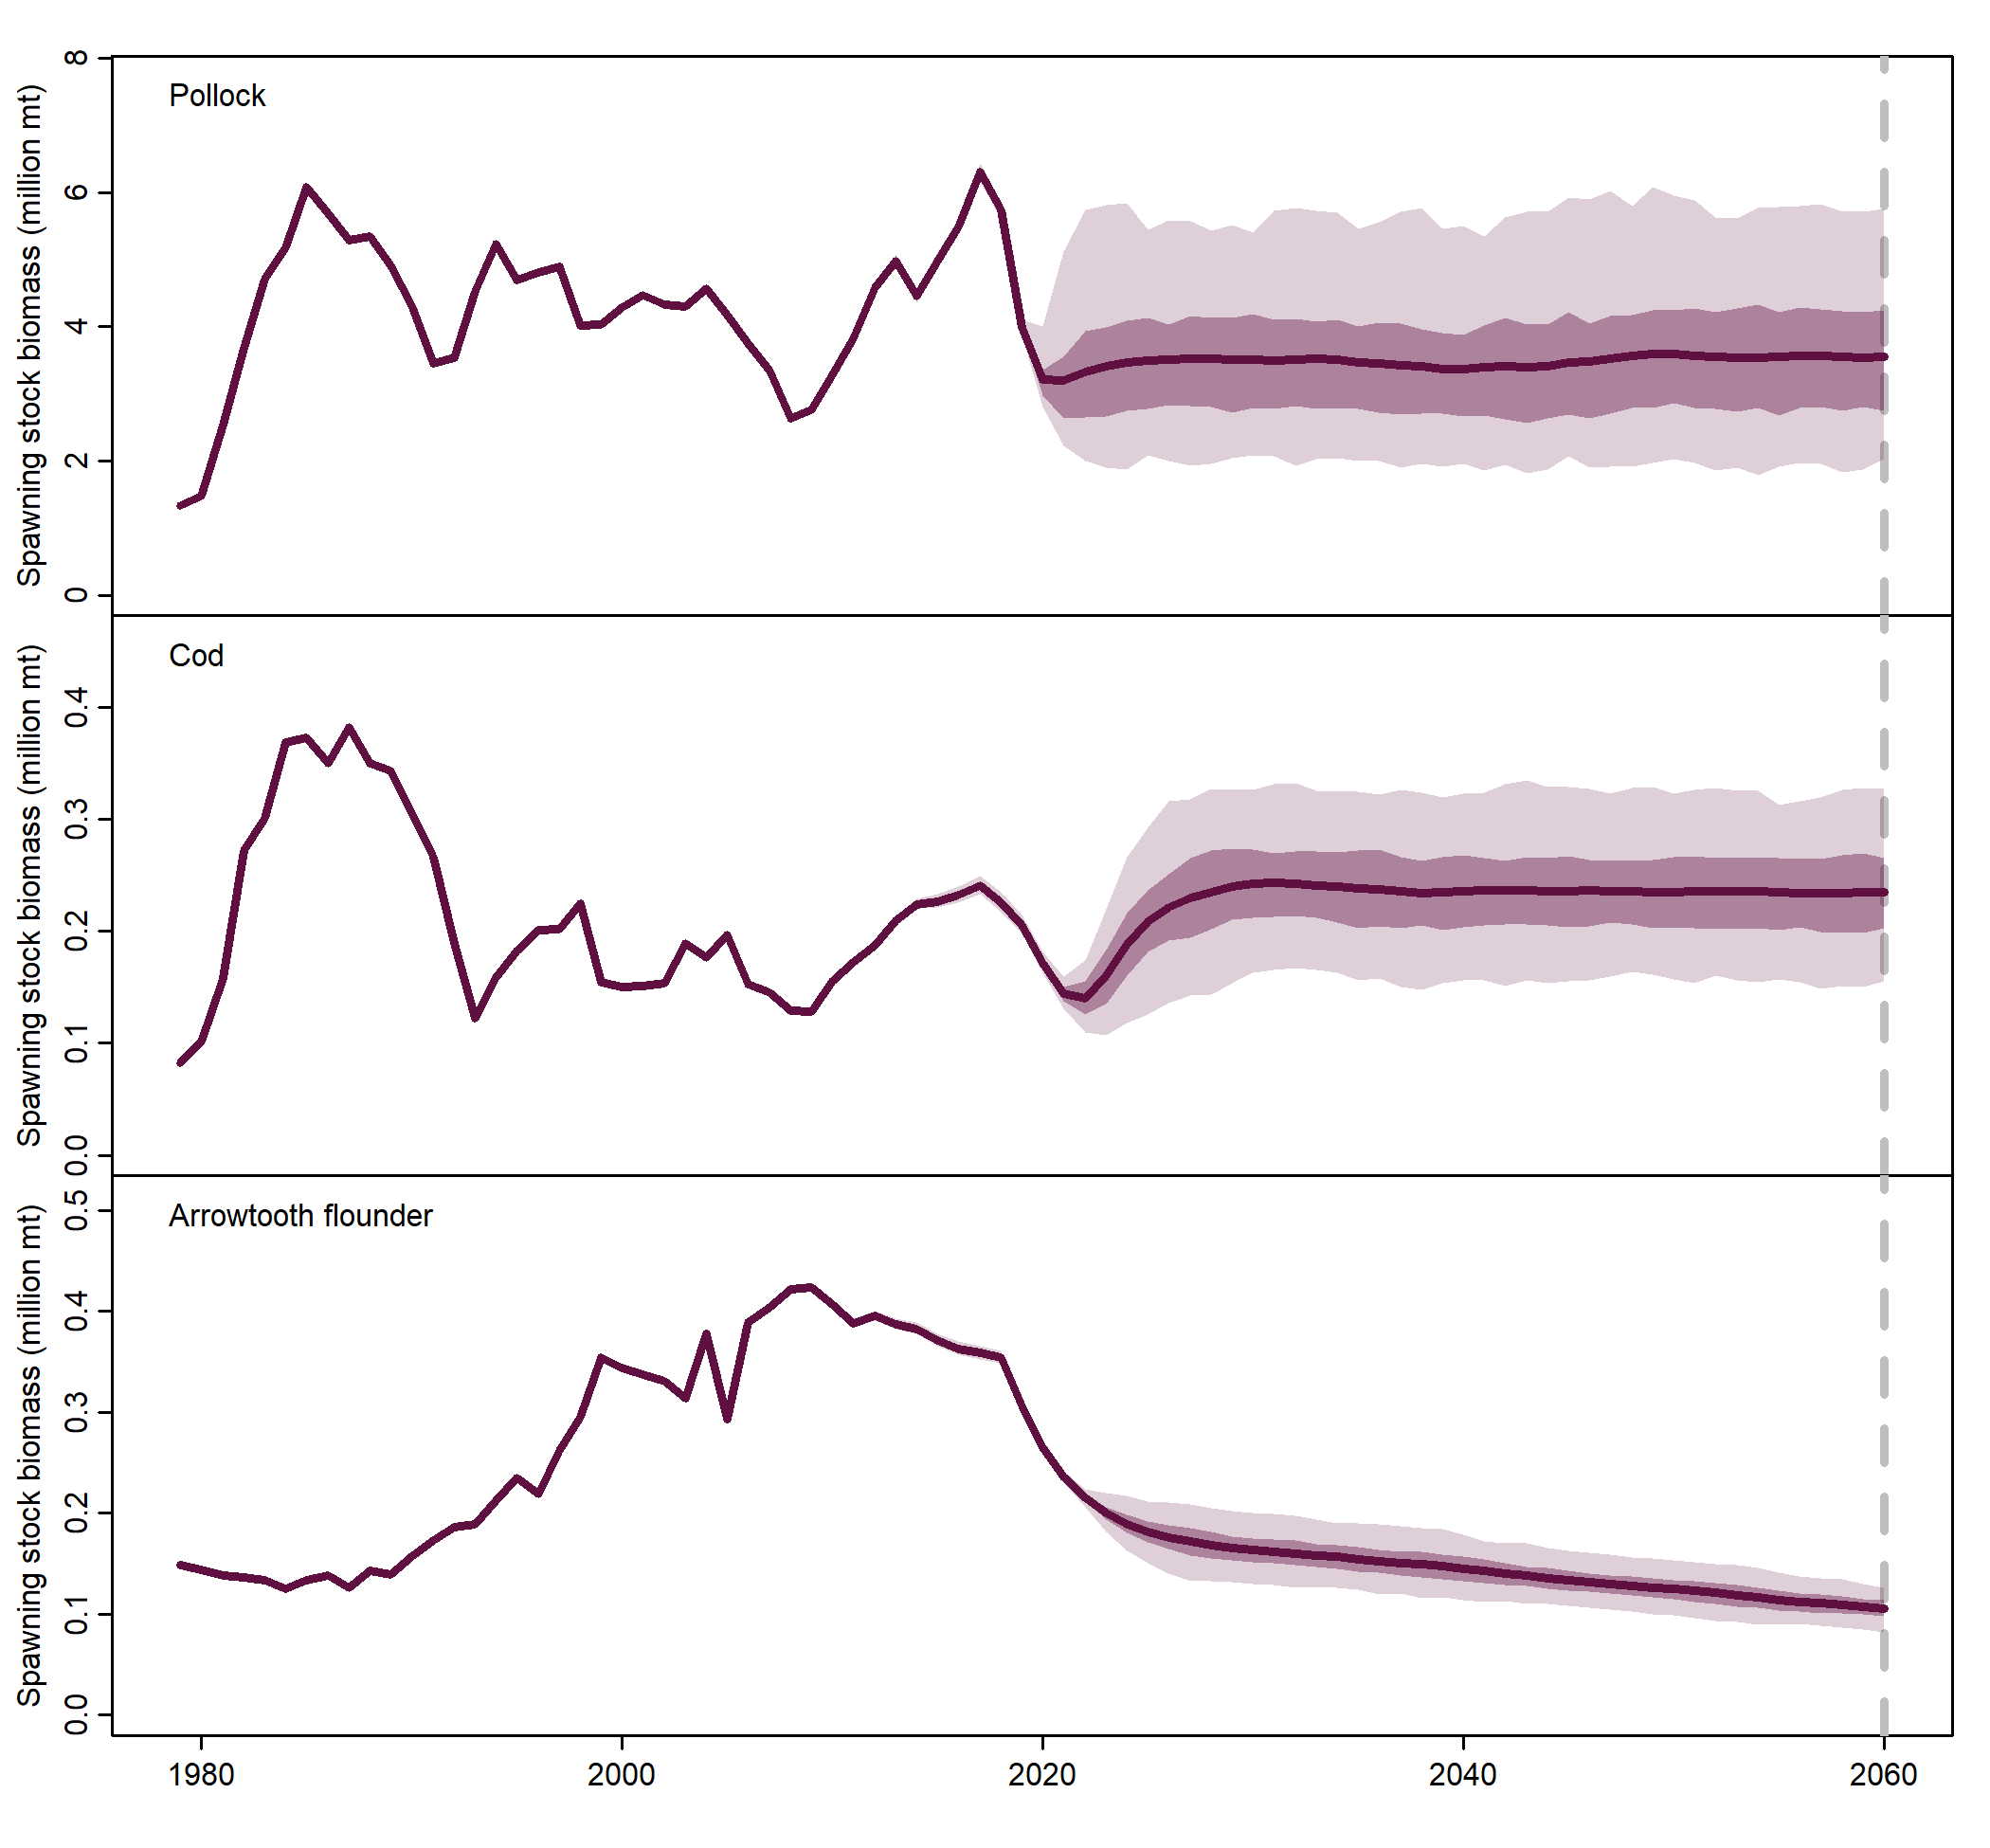 Spawning stock biomass (million mt)
8
6
4
2
0
Pollock
Spawning stock biomass (million mt)
0.4
0.3
0.2
0.1
0.0
Cod
Spawning stock biomass (million mt)
0.5
0.4
0.3
0.2
0.1
0.0
Arrowtooth flounder
1980 2000 2020 2040 2060